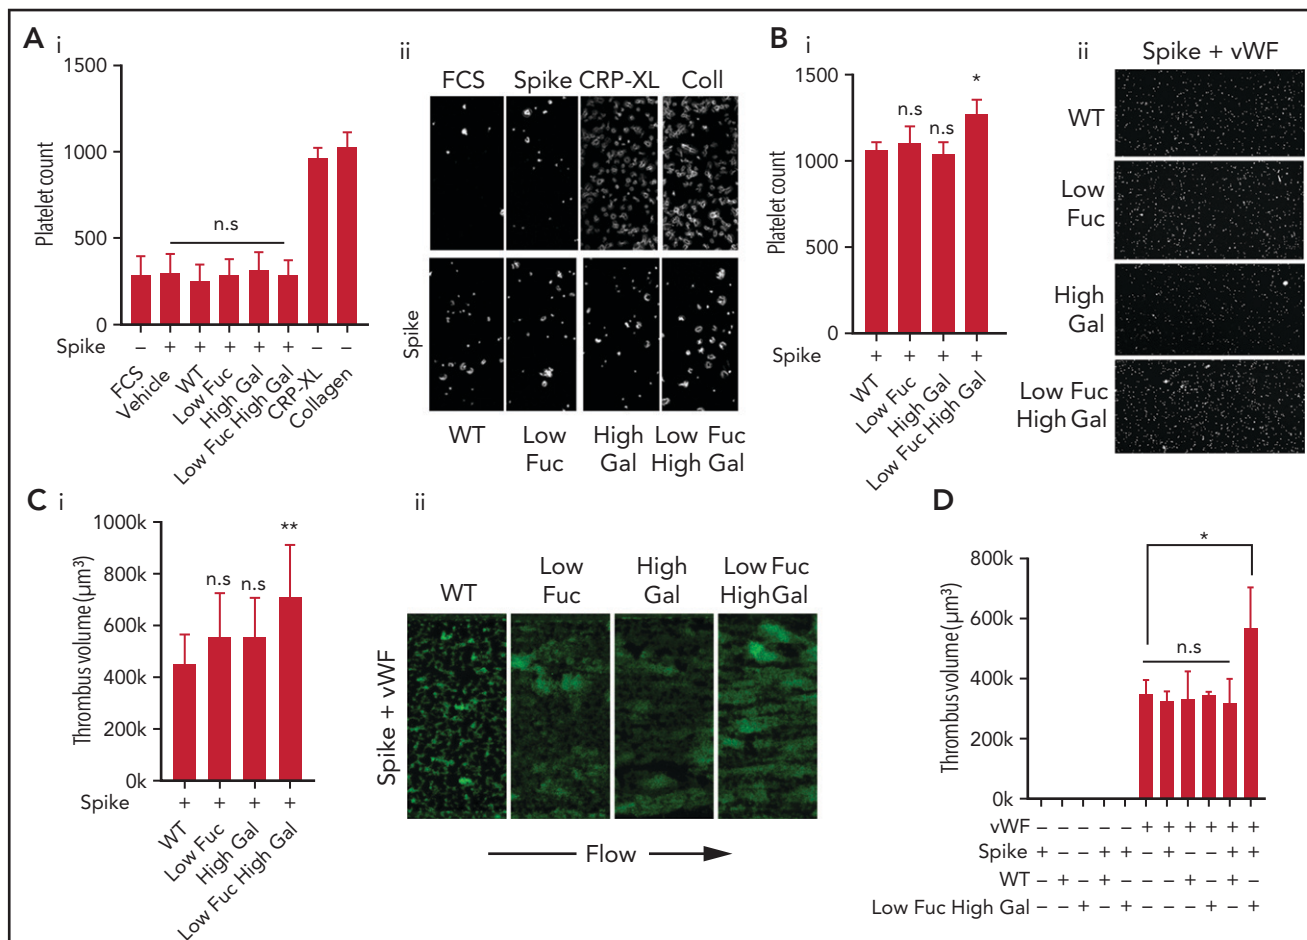 A
i
1500
1000
500
0
Platelet count
n.s
Spike
– + + + + + – –
FCS
Vehicle
WT
Low Fuc
High Gal
Low Fuc High Gal
CRP-XL
Collagen
ii
FCS Spike CRP-XL Coll
Spike
WT
Low Fuc
High Gal
Low Fuc High Gal
B
i
1500
1000
500
0
Platelet count
n.s
n.s
*
Spike
+ + + +
WT
Low Fuc
High Gal
Low Fuc High Gal
ii
Spike + vWF
WT
Low
Fuc
High
Gal
Low Fuc
High Gal
C
i
1000k
800k
600k
400k
200k
0k
Thrombus volume (µm³)
n.s
n.s
**
Spike
+ + + +
WT
Low Fuc
High Gal
Low Fuc High Gal
ii
WT
Low
Fuc
High
Gal
Low Fuc
High Gal
Spike + vWF
Flow
D
800k
600k
400k
200k
0k
Thrombus volume (µm³)
n.s
*
vWF – – – – – + + + + + +
Spike + – – + + – + – – + +
WT – + – + – – – + – + –
Low Fuc High Gal – – + – + – – – + – +